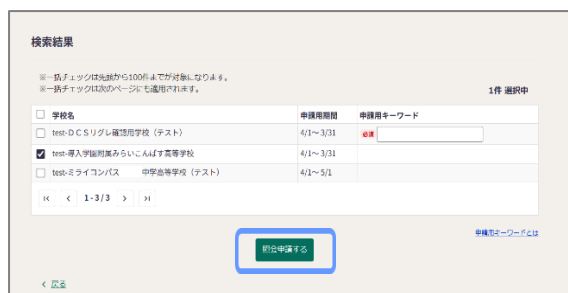 検索結果
※一括チェックは先頭から100件までが対象になります。
※一括チェックは次のページにも適用されます。
1件 選択中
学校名 申請用期間 申請用キーワード
test-ＤＣＳリグレ確認用学校（テスト） 4/1～3/31 必須
test-導入学園附属みらいこんぱす高等学校 4/1～3/31
test-ミライコンパス 中学高等学校（テスト） 4/1～5/1
1-3/3
申請用キーワードとは
照会申請する
戻る